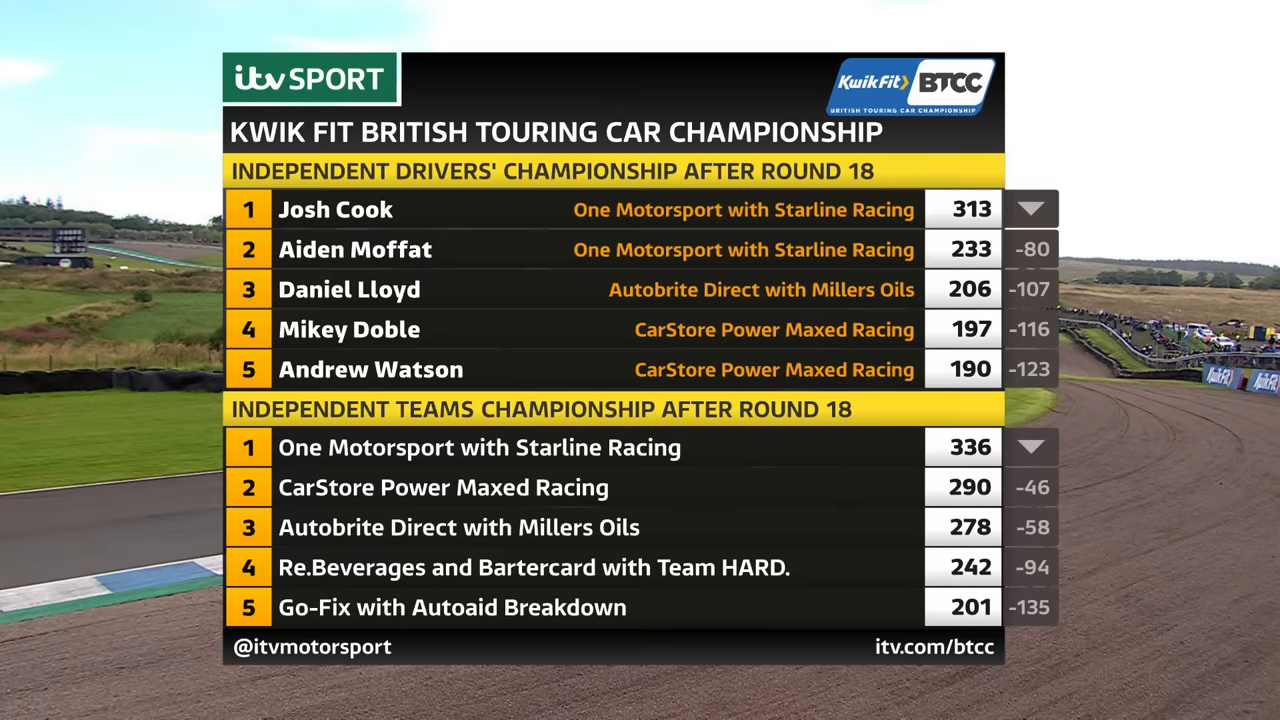 itv SPORT
KwikFit BTCC
BRITISH TOURING CAR CHAMPIONSHIP
KWIK FIT BRITISH TOURING CAR CHAMPIONSHIP
INDEPENDENT DRIVERS' CHAMPIONSHIP AFTER ROUND 18
1 Josh Cook One Motorsport with Starline Racing 313
2 Aiden Moffat One Motorsport with Starline Racing 233 -80
3 Daniel Lloyd Autobrite Direct with Millers Oils 206 -107
4 Mikey Doble CarStore Power Maxed Racing 197 -116
5 Andrew Watson CarStore Power Maxed Racing 190 -123
INDEPENDENT TEAMS CHAMPIONSHIP AFTER ROUND 18
1 One Motorsport with Starline Racing 336
2 CarStore Power Maxed Racing 290 -46
3 Autobrite Direct with Millers Oils 278 -58
4 Re.Beverages and Bartercard with Team HARD. 242 -94
5 Go-Fix with Autoaid Breakdown 201 -135
@itvmotorsport itv.com/btcc
KwikFit KwikFit